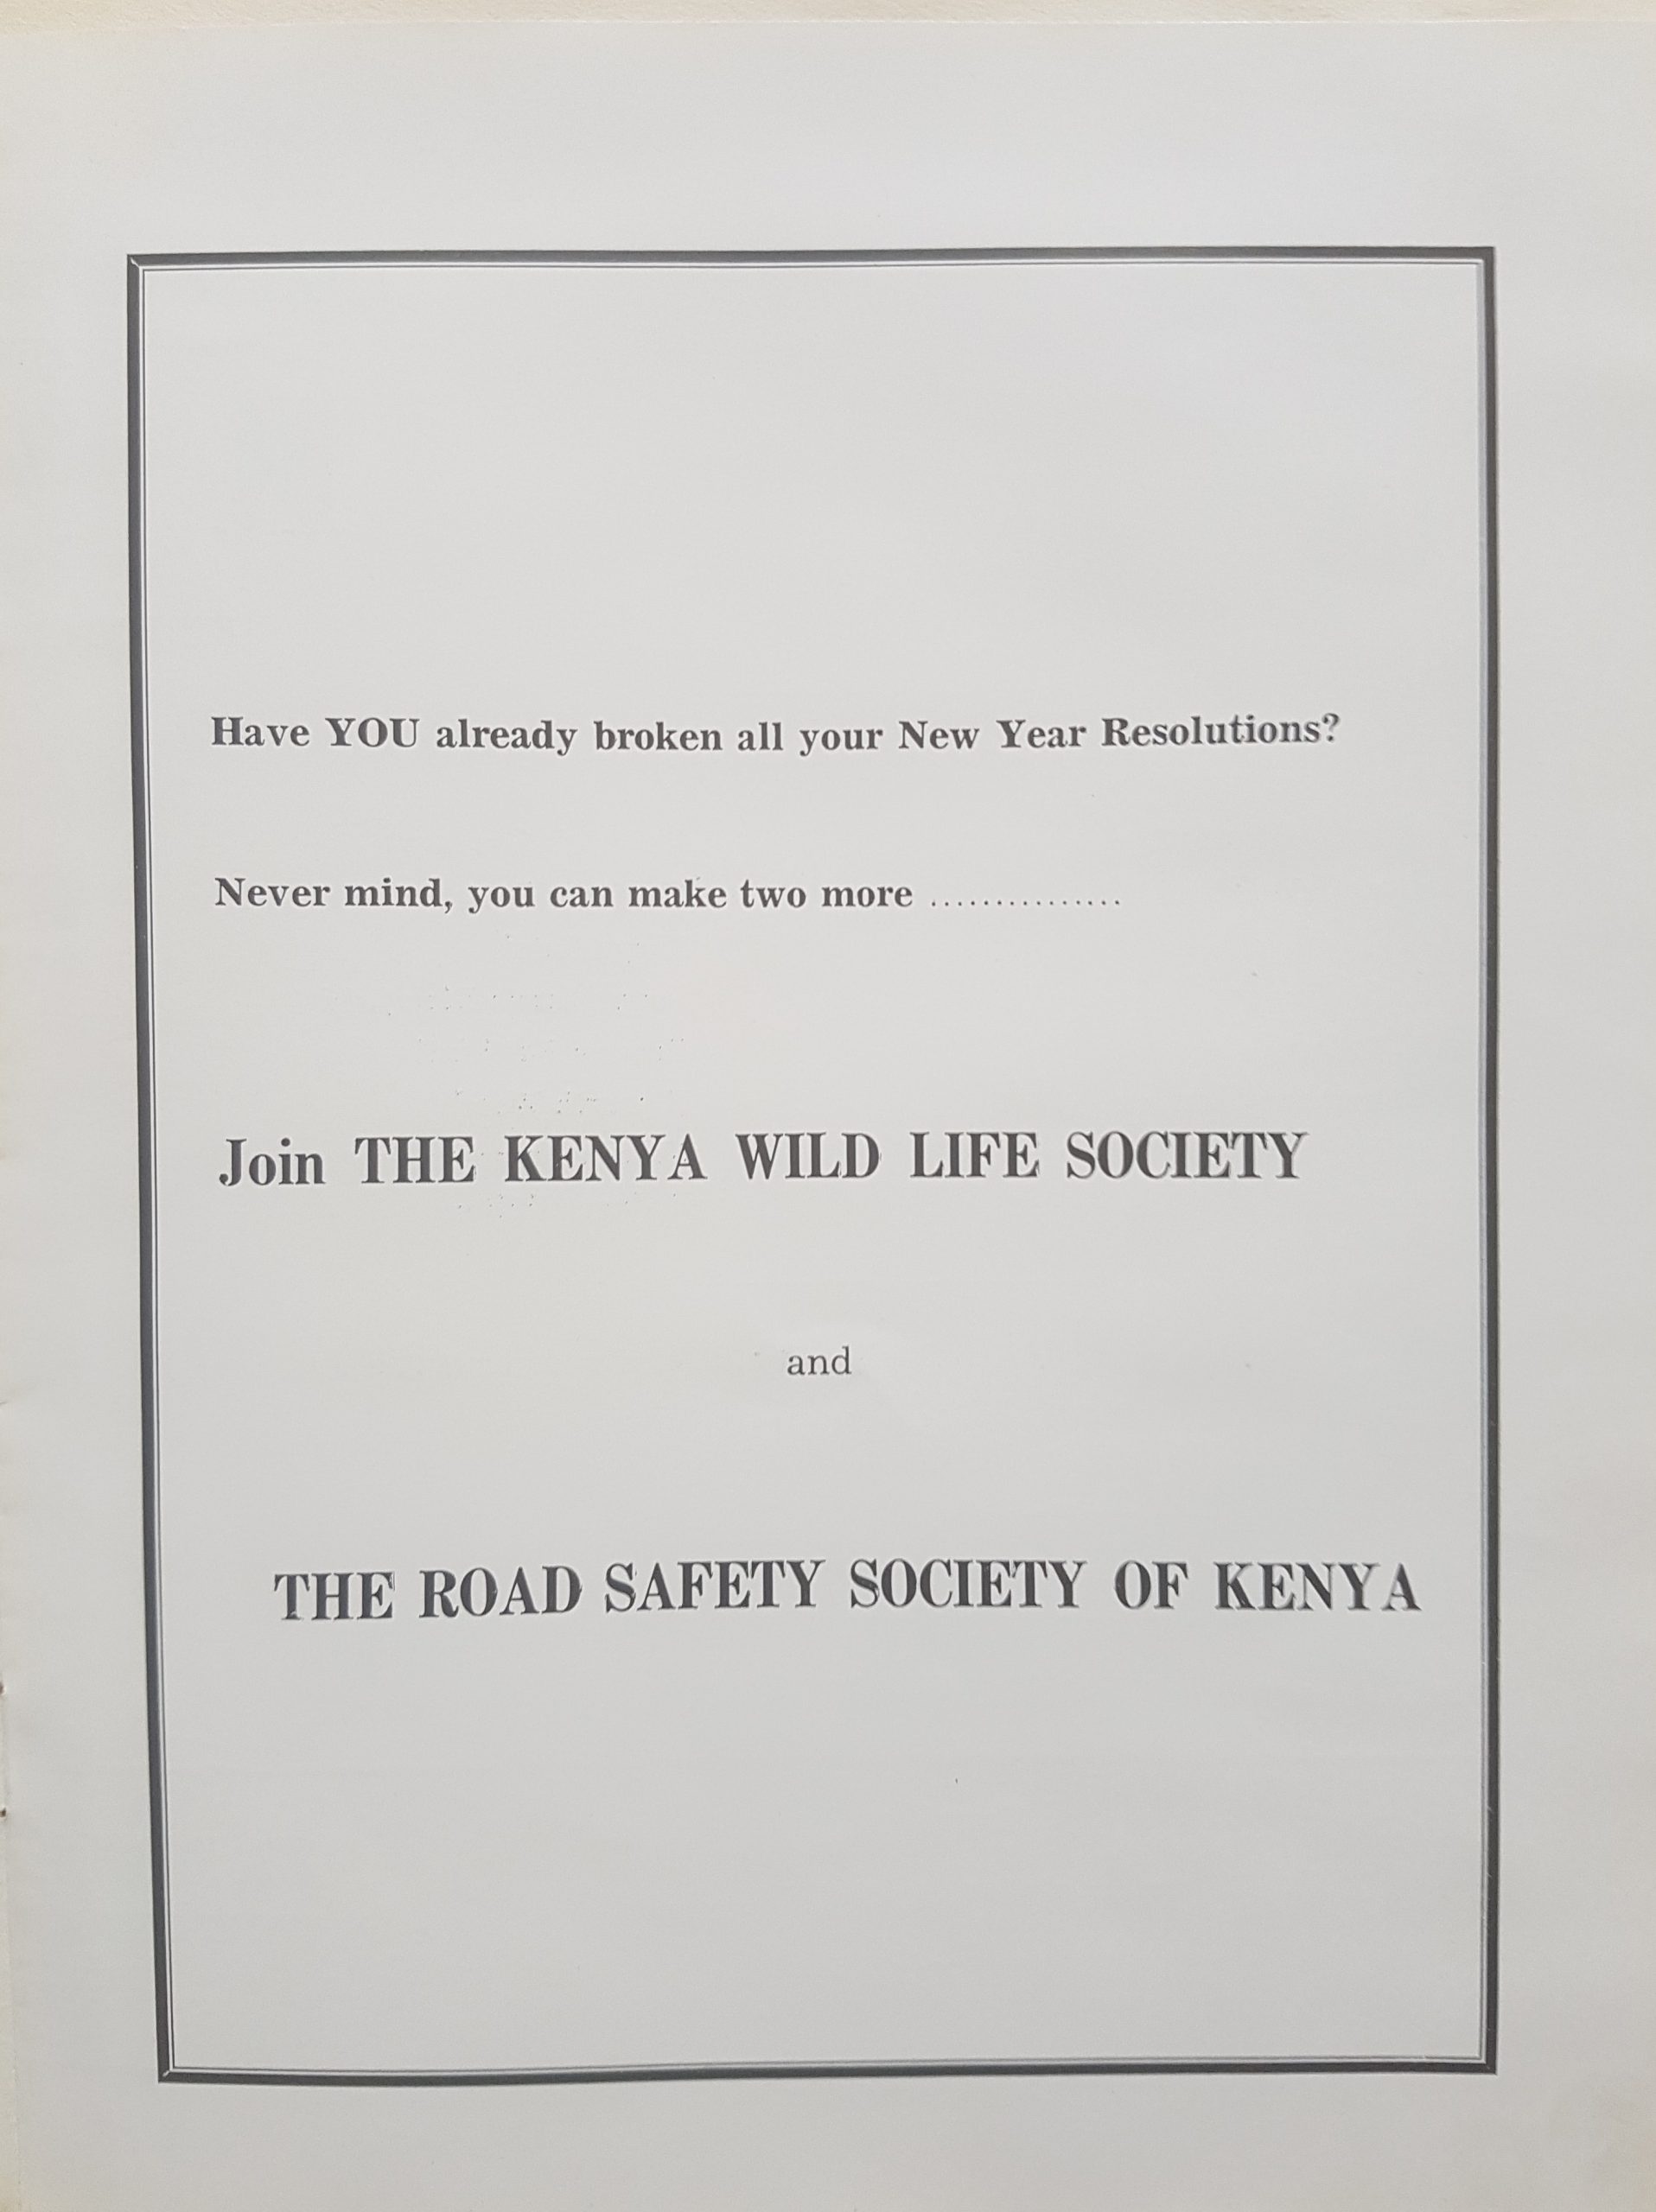 Have YOU already broken all your New Year Resolutions?
Never mind, you can make two more ...............
Join THE KENYA WILD LIFE SOCIETY
and
THE ROAD SAFETY SOCIETY OF KENYA